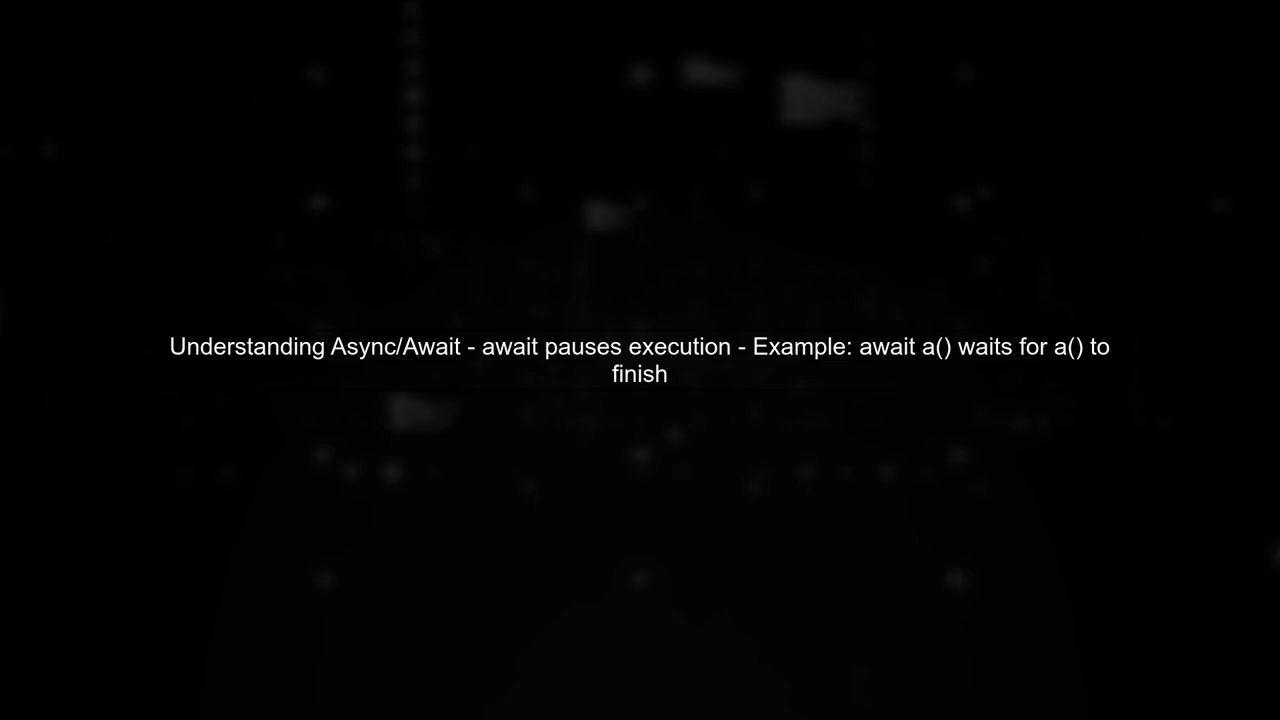 Understanding Async/Await - await pauses execution - Example: await a() waits for a() to
finish